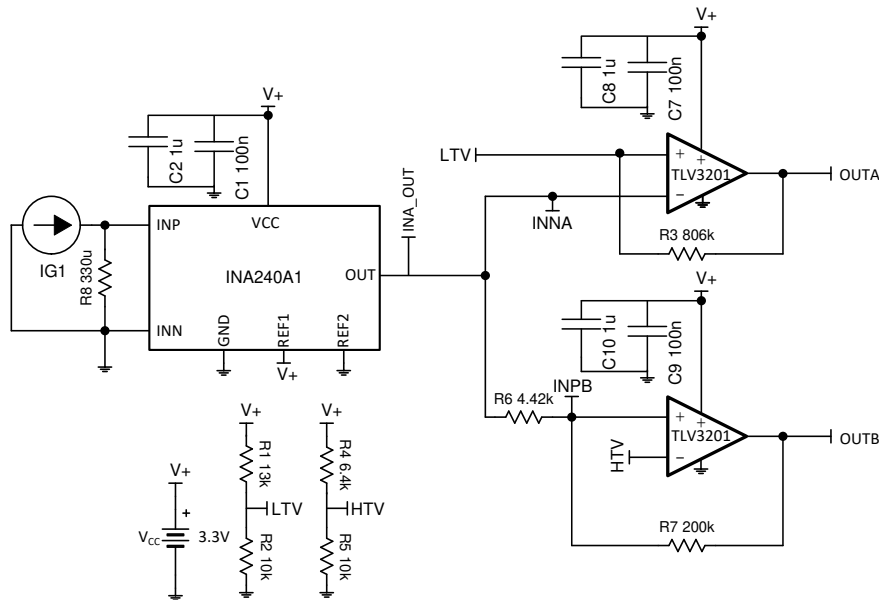 V+
C8 1u
C7 100n
V+
C2 1u
C1 100n
LTV
+
+
TLV3201
−
OUTA
INNA
R3 806k
INA_OUT
INP
VCC
IG1
R8 330u
INA240A1
OUT
INN
GND
REF1
REF2
V+
V+
C10 1u
C9 100n
INPB
R6 4.42k
+
+
TLV3201
−
HTV
OUTB
R7 200k
V+
R1 13k
LTV
R2 10k
V+
R4 6.4k
HTV
R5 10k
V+
+
VCC
3.3V